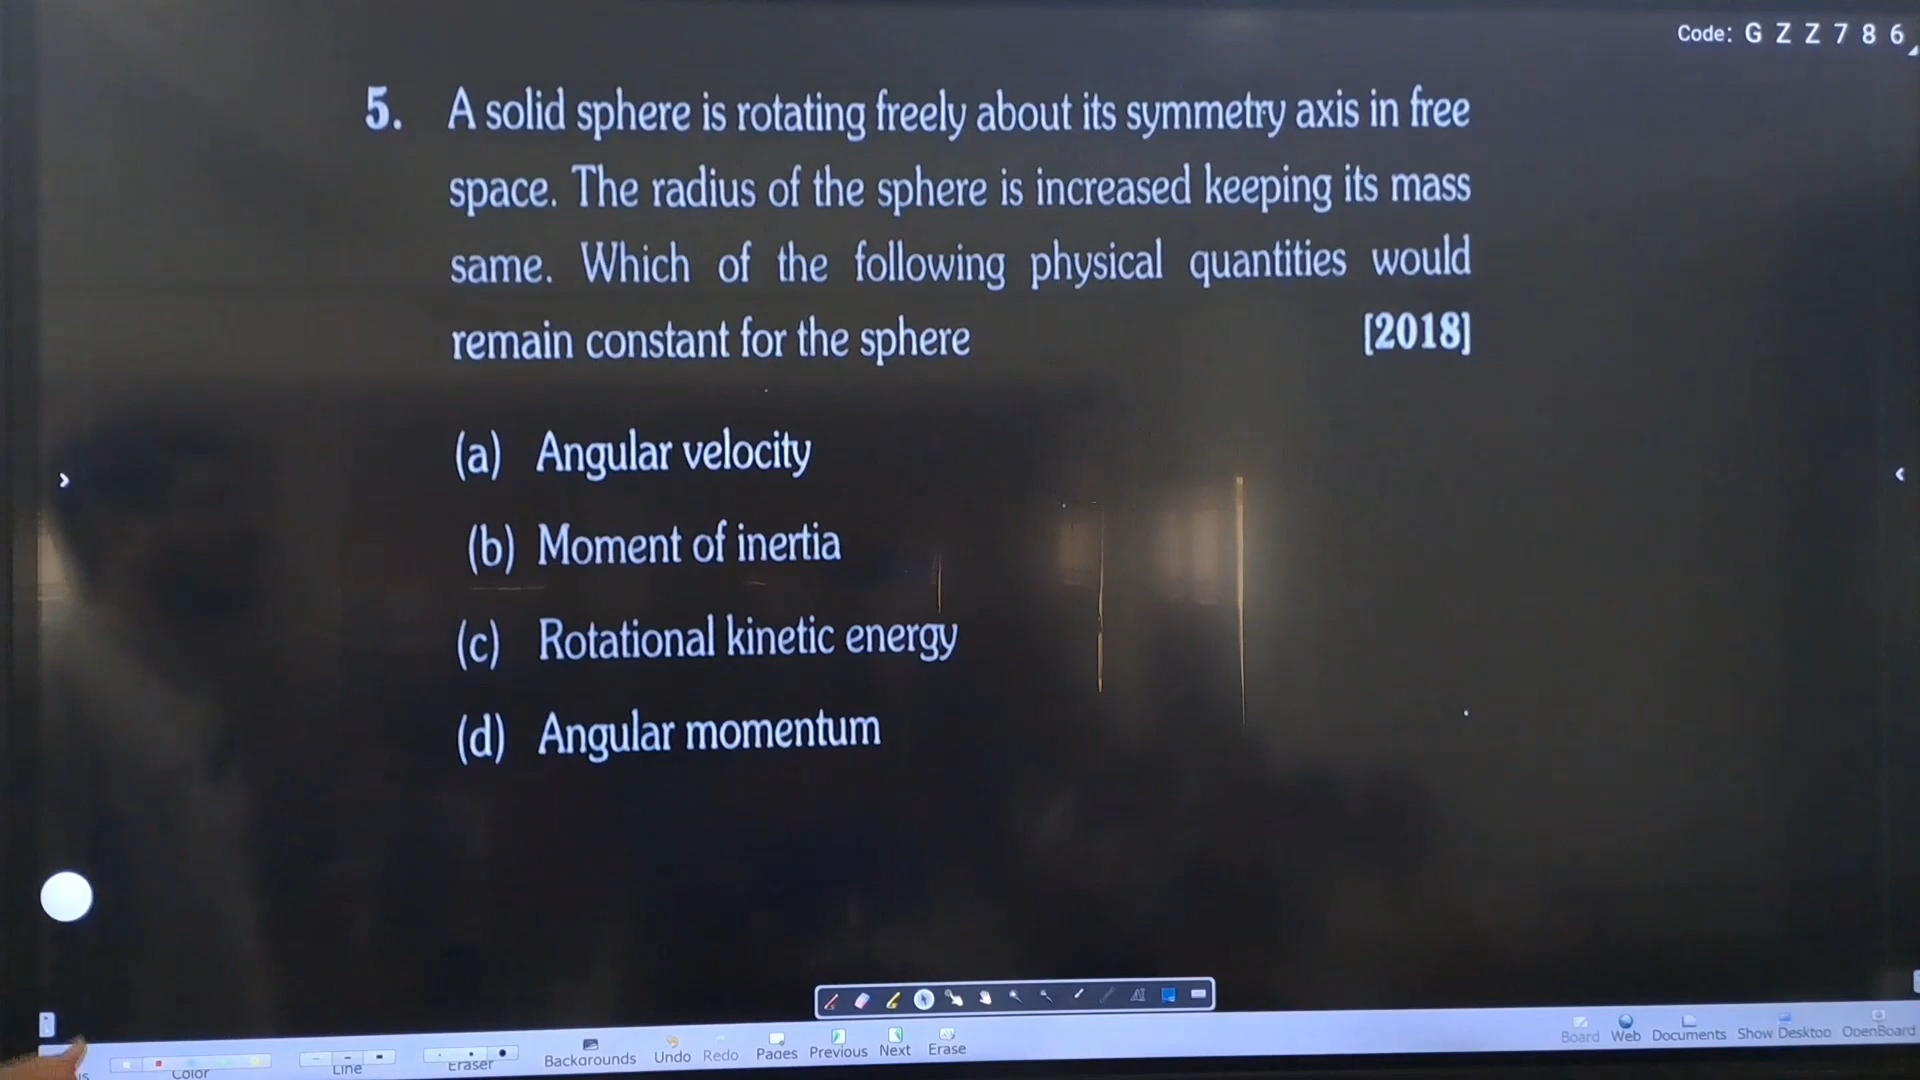 Code: G Z Z 7 8 6
5. A solid sphere is rotating freely about its symmetry axis in free
space. The radius of the sphere is increased keeping its mass
same. Which of the following physical quantities would
remain constant for the sphere [2018]
(a) Angular velocity
(b) Moment of inertia
(c) Rotational kinetic energy
(d) Angular momentum
Color Line Eraser Backgrounds Undo Redo Pages Previous Next Erase Board Web Documents Show Desktop OpenBoard